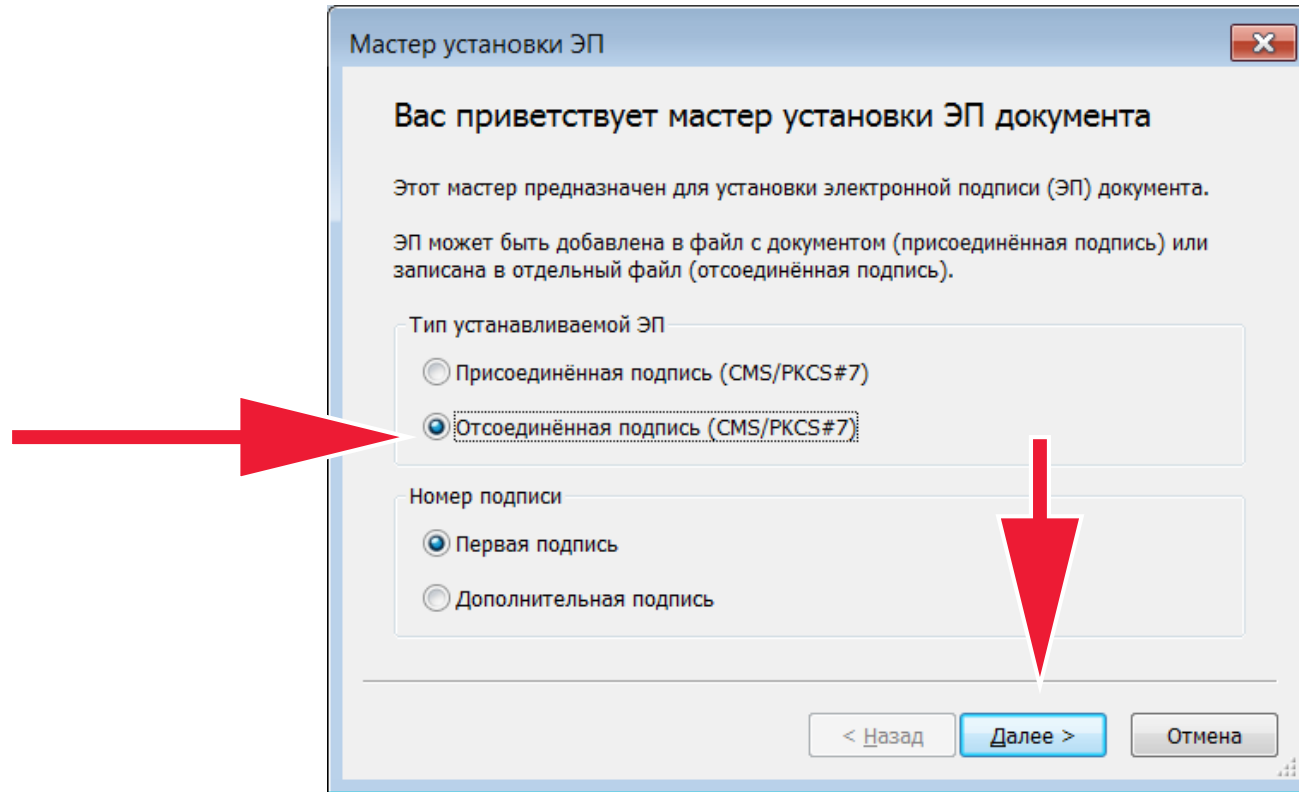 Мастер установки ЭП
Вас приветствует мастер установки ЭП документа
Этот мастер предназначен для установки электронной подписи (ЭП) документа.
ЭП может быть добавлена в файл с документом (присоединённая подпись) или
записана в отдельный файл (отсоединённая подпись).
Тип устанавливаемой ЭП
Присоединённая подпись (CMS/PKCS#7)
Отсоединённая подпись (CMS/PKCS#7)
Номер подписи
Первая подпись
Дополнительная подпись
< Назад Далее > Отмена